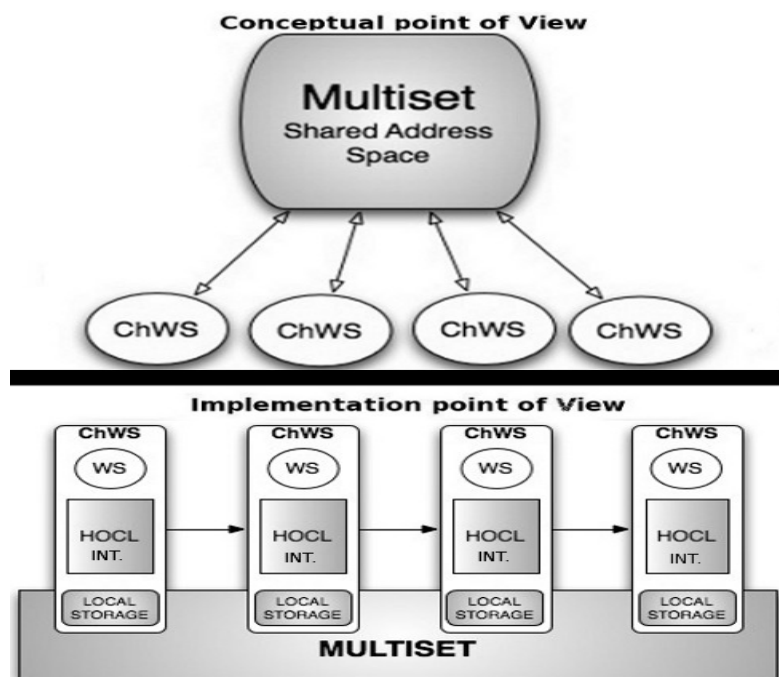 Conceptual point of View
Multiset
Shared Address
Space
ChWS ChWS ChWS ChWS
Implementation point of View
ChWS ChWS ChWS ChWS
WS WS WS WS
HOCL HOCL HOCL HOCL
INT. INT. INT. INT.
LOCAL LOCAL LOCAL LOCAL
STORAGE STORAGE STORAGE STORAGE
MULTISET